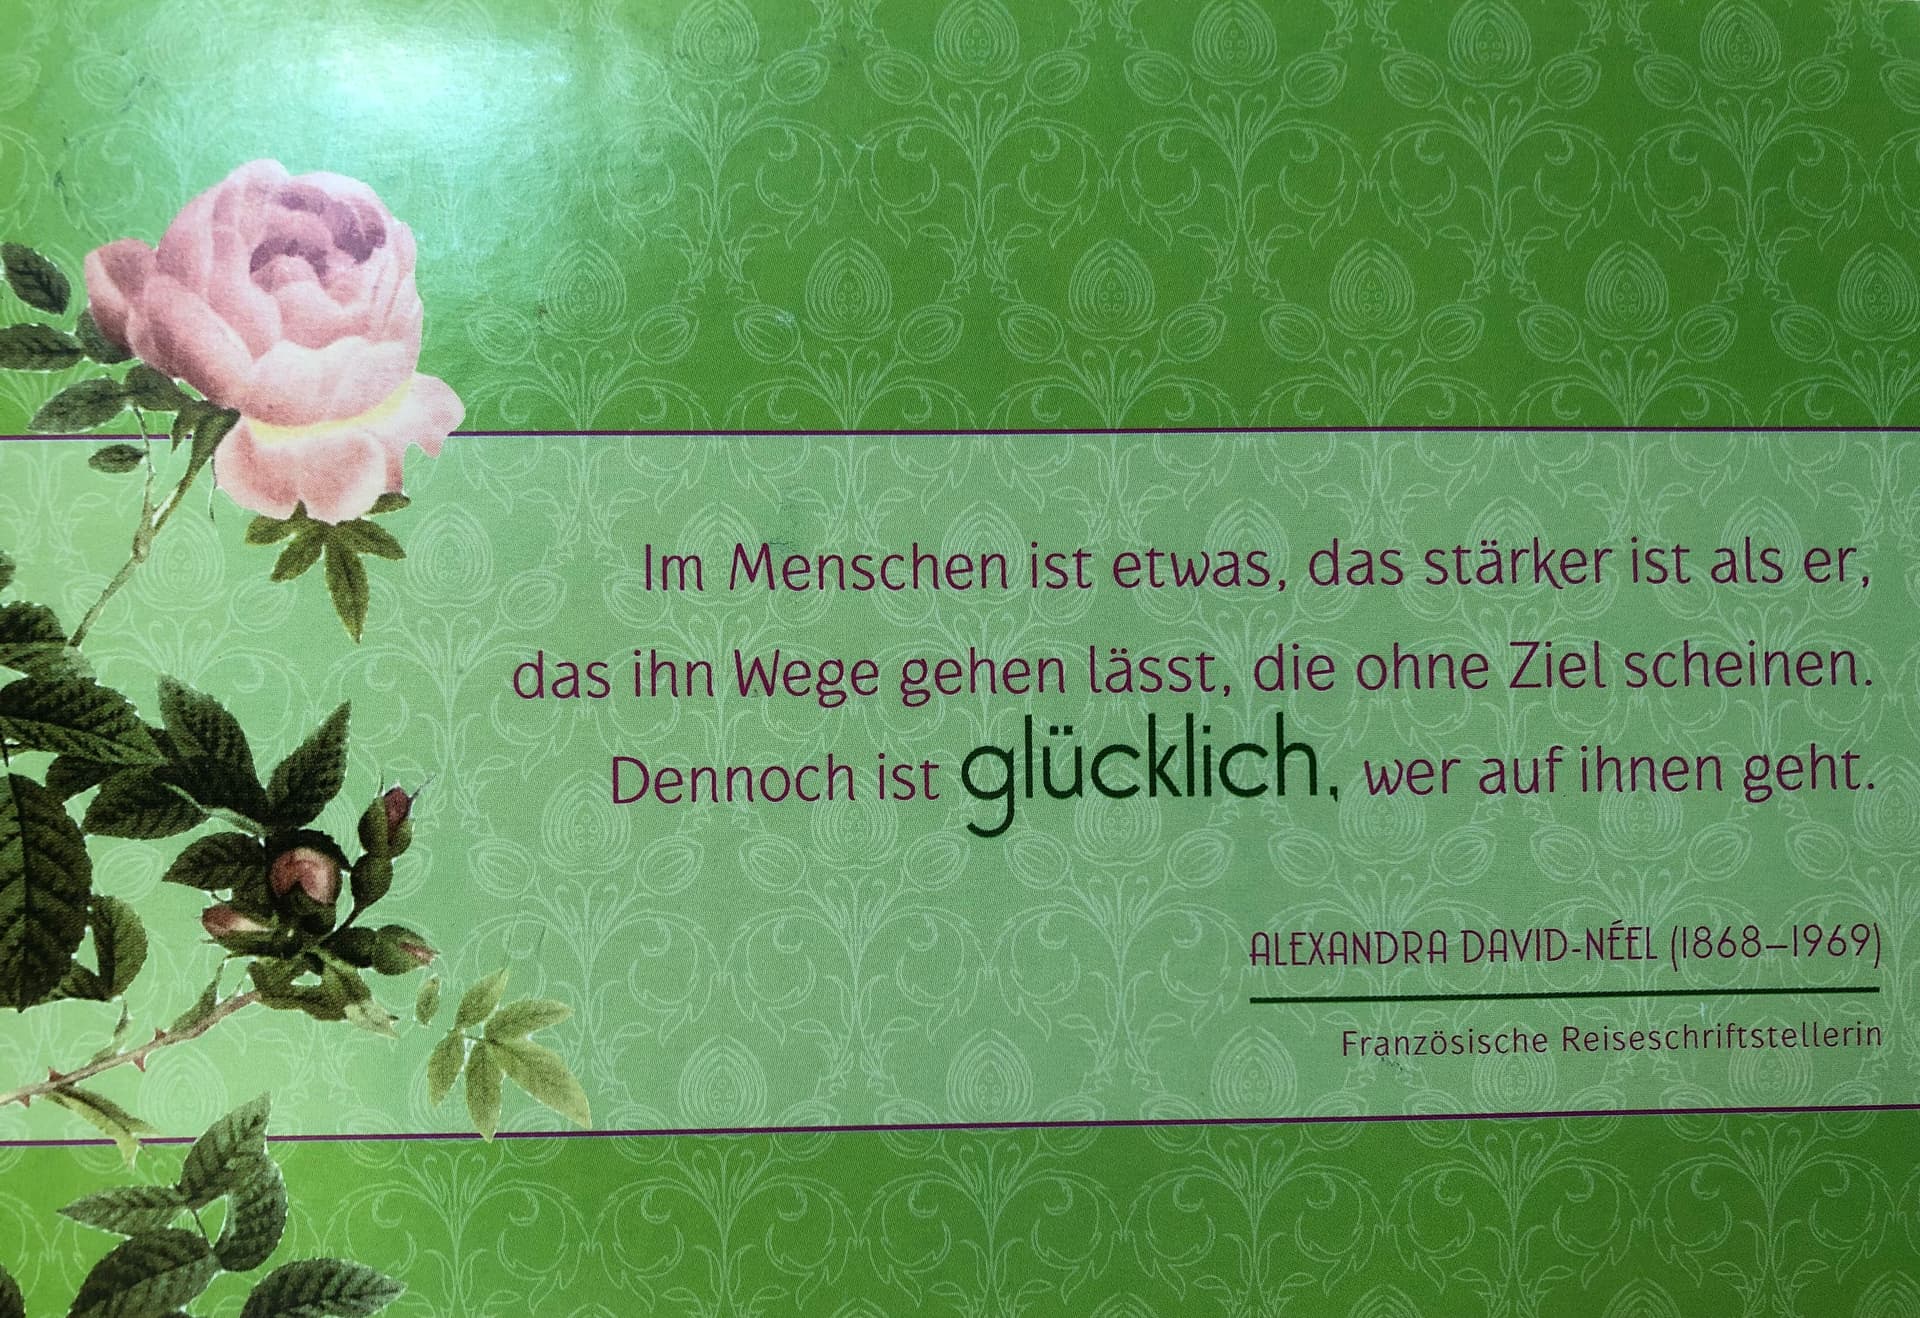 Im Menschen ist etwas, das stärker ist als er,
das ihn Wege gehen lässt, die ohne Ziel scheinen.
Dennoch ist glücklich, wer auf ihnen geht.
ALEXANDRA DAVID-NÉEL (1868–1969)
Französische Reiseschriftstellerin